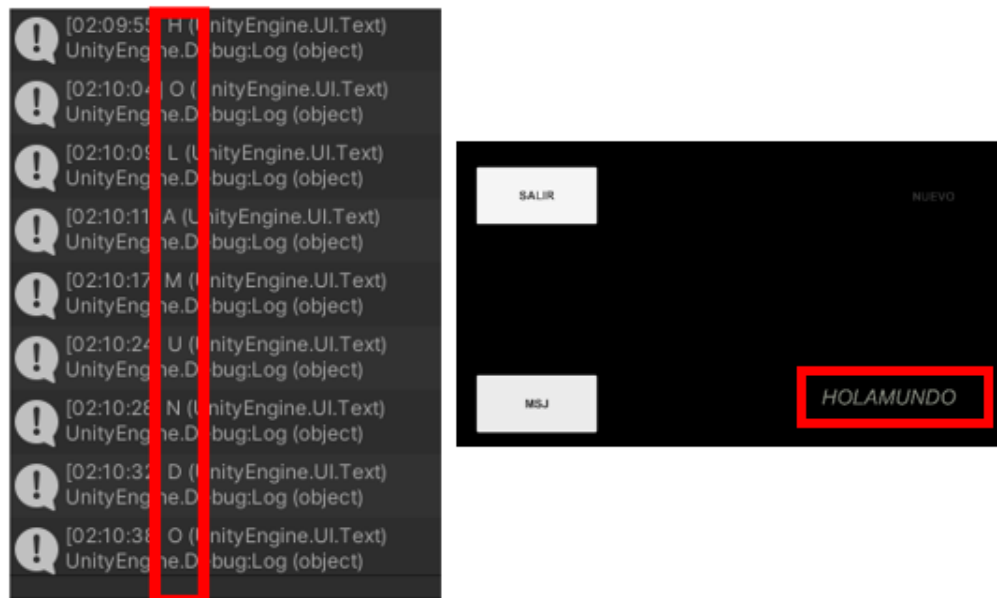 [02:09:55] H (UnityEngine.UI.Text)
UnityEngine.Debug:Log (object)
[02:10:04] O (UnityEngine.UI.Text)
UnityEngine.Debug:Log (object)
[02:10:09] L (UnityEngine.UI.Text)
UnityEngine.Debug:Log (object)
[02:10:11] A (UnityEngine.UI.Text)
UnityEngine.Debug:Log (object)
[02:10:17] M (UnityEngine.UI.Text)
UnityEngine.Debug:Log (object)
[02:10:24] U (UnityEngine.UI.Text)
UnityEngine.Debug:Log (object)
[02:10:28] N (UnityEngine.UI.Text)
UnityEngine.Debug:Log (object)
[02:10:32] D (UnityEngine.UI.Text)
UnityEngine.Debug:Log (object)
[02:10:38] O (UnityEngine.UI.Text)
UnityEngine.Debug:Log (object)
SALIR
NUEVO
MSJ
HOLAMUNDO